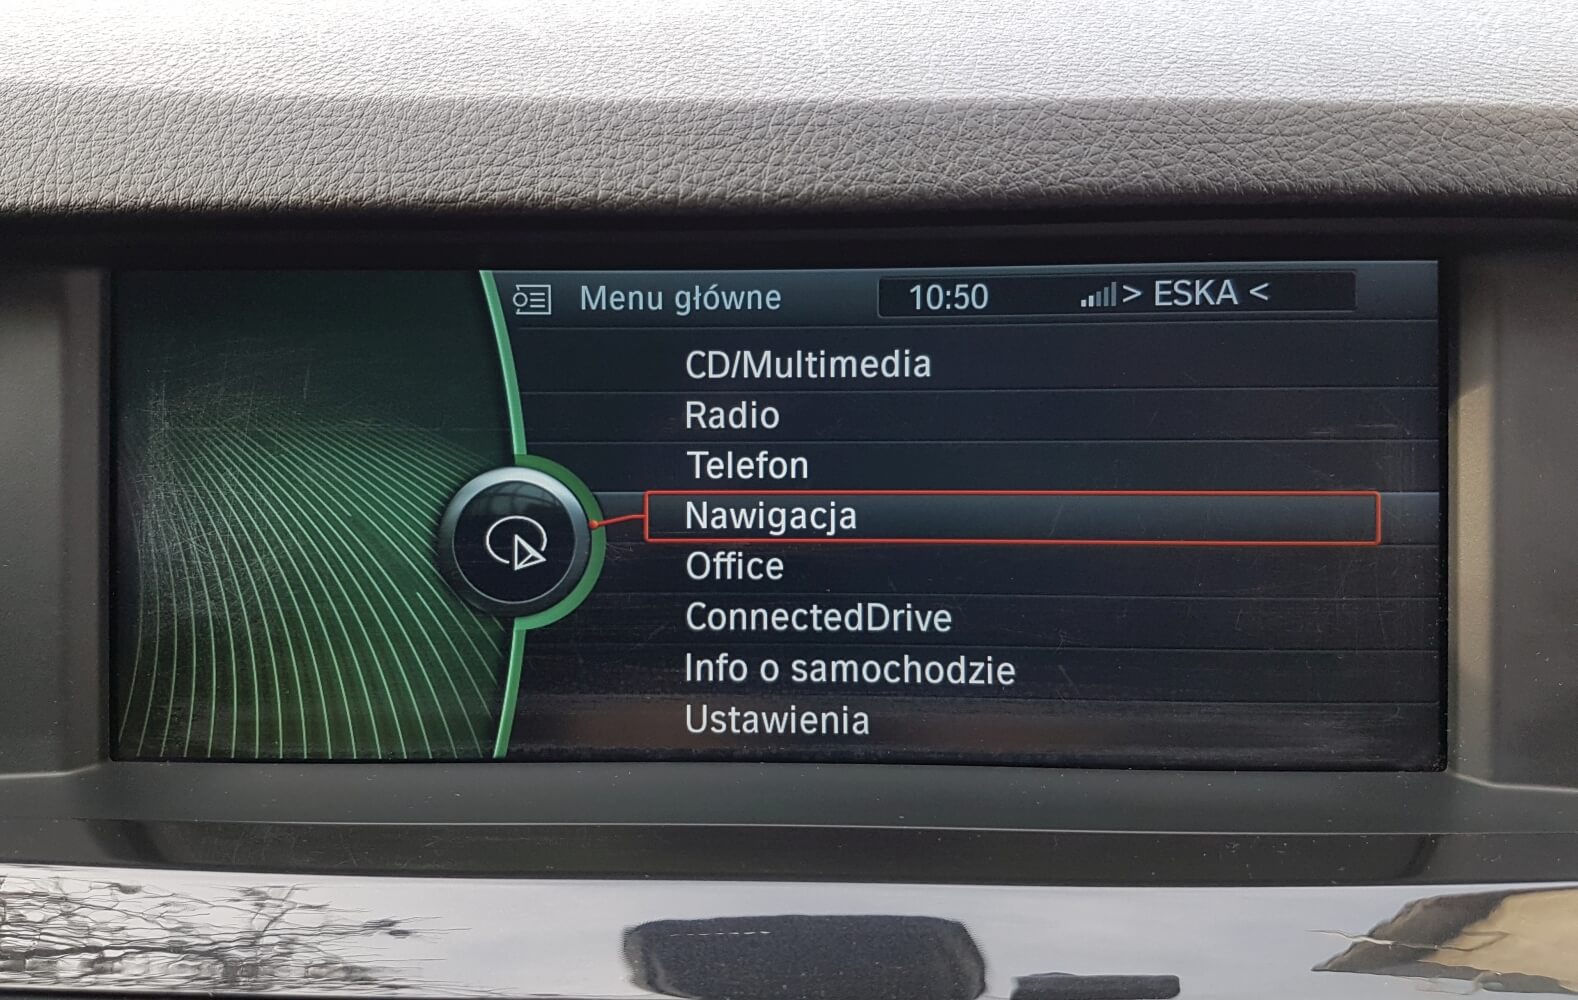 Menu główne 10:50 > ESKA <
CD/Multimedia
Radio
Telefon
Nawigacja
Office
ConnectedDrive
Info o samochodzie
Ustawienia